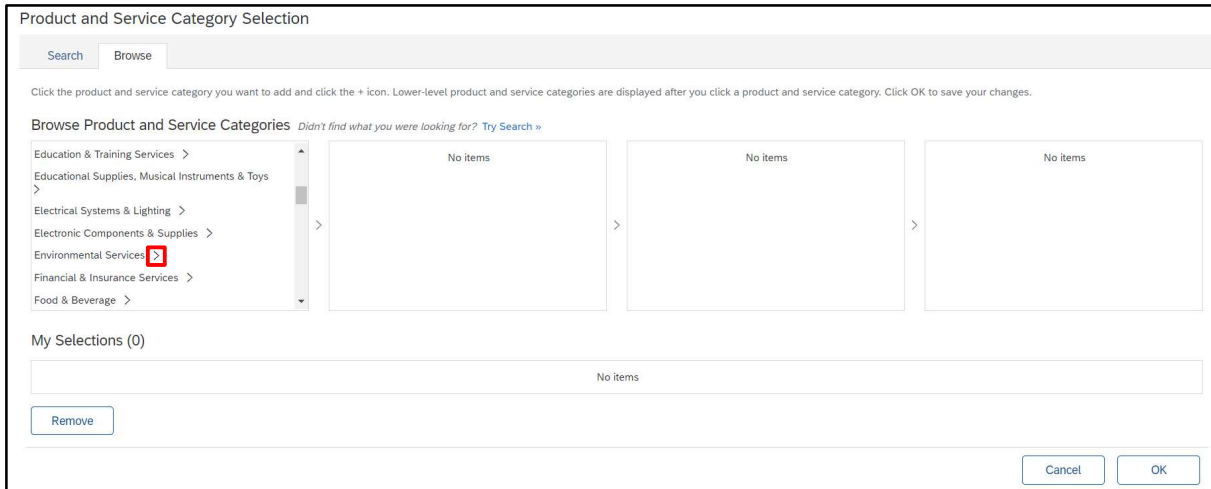 Product and Service Category Selection
Search Browse
Click the product and service category you want to add and click the + icon. Lower-level product and service categories are displayed after you click a product and service category. Click OK to save your changes.
Browse Product and Service Categories Didn't find what you were looking for? Try Search »
Education & Training Services >
Educational Supplies, Musical Instruments & Toys
>
Electrical Systems & Lighting >
Electronic Components & Supplies >
Environmental Services >
Financial & Insurance Services >
Food & Beverage >
No items
No items
No items
My Selections (0)
No items
Remove
Cancel OK